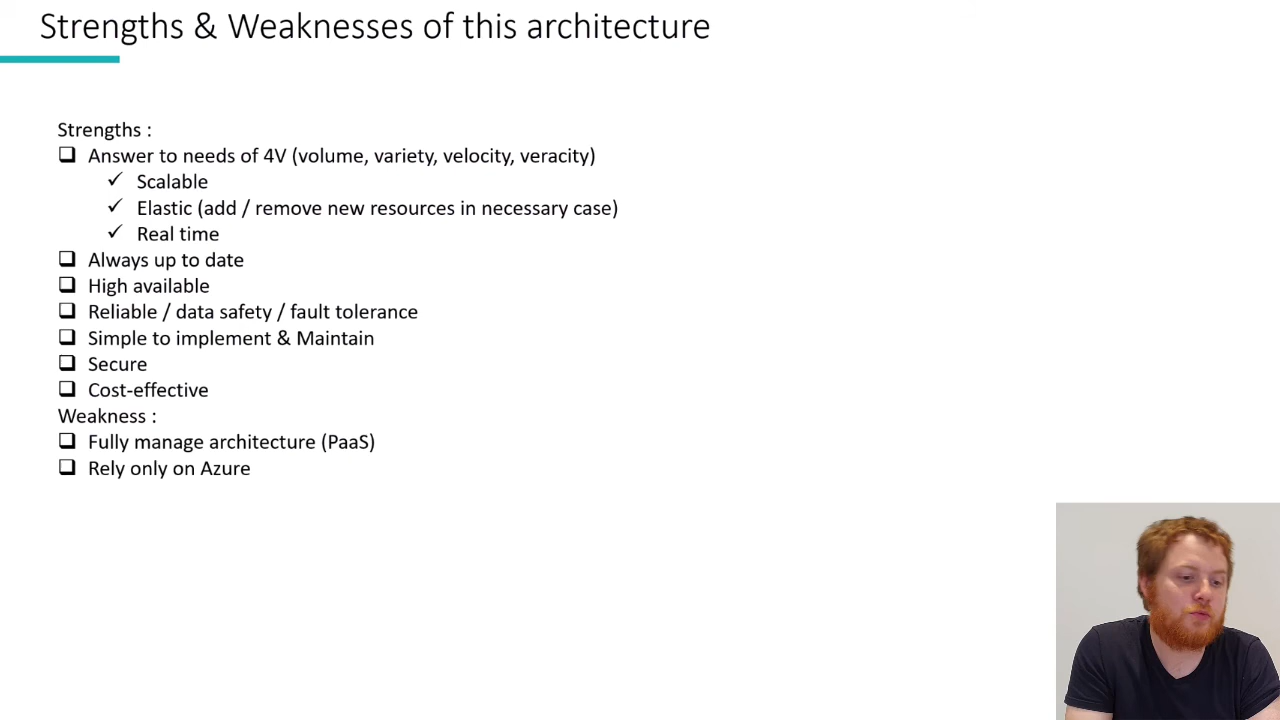 Strengths & Weaknesses of this architecture
Strengths :
Answer to needs of 4V (volume, variety, velocity, veracity)
Scalable
Elastic (add / remove new resources in necessary case)
Real time
Always up to date
High available
Reliable / data safety / fault tolerance
Simple to implement & Maintain
Secure
Cost-effective
Weakness :
Fully manage architecture (PaaS)
Rely only on Azure